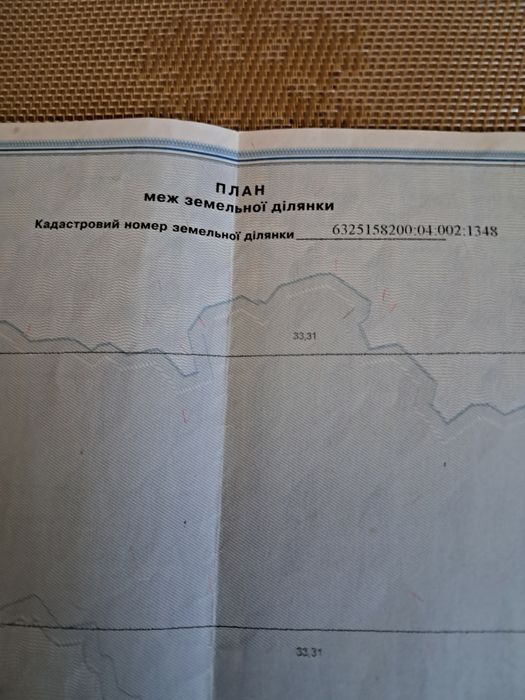 ПЛАН
меж земельної ділянки
Кадастровий номер земельної ділянки 6325158200:04:002:1348
33,31
33,31